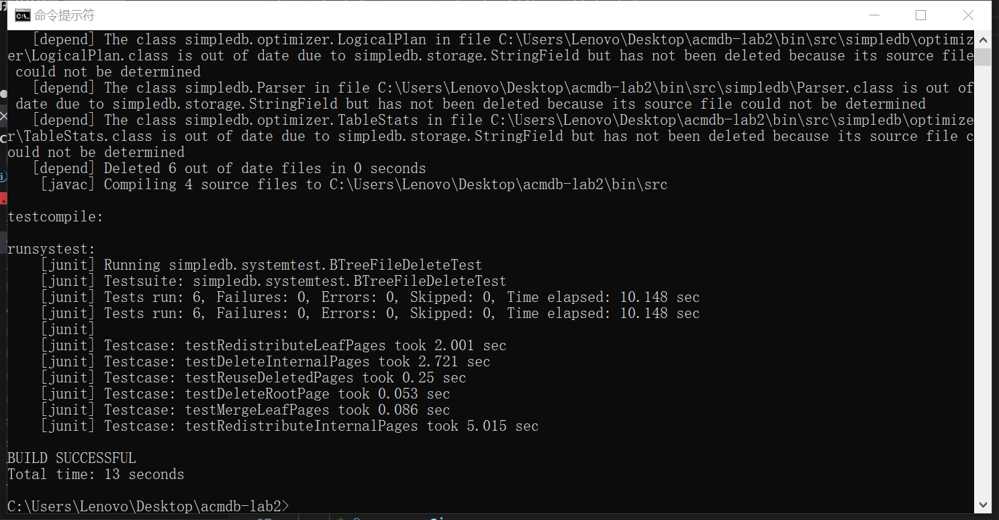 命令提示符
[depend] The class simpledb.optimizer.LogicalPlan in file C:\Users\Lenovo\Desktop\acmdb-lab2\bin\src\simpledb\optimiz
er\LogicalPlan.class is out of date due to simpledb.storage.StringField but has not been deleted because its source file
could not be determined
[depend] The class simpledb.Parser in file C:\Users\Lenovo\Desktop\acmdb-lab2\bin\src\simpledb\Parser.class is out of
date due to simpledb.storage.StringField but has not been deleted because its source file could not be determined
[depend] The class simpledb.optimizer.TableStats in file C:\Users\Lenovo\Desktop\acmdb-lab2\bin\src\simpledb\optimize
r\TableStats.class is out of date due to simpledb.storage.StringField but has not been deleted because its source file c
ould not be determined
[depend] Deleted 6 out of date files in 0 seconds
[javac] Compiling 4 source files to C:\Users\Lenovo\Desktop\acmdb-lab2\bin\src
testcompile:
runsystest:
[junit] Running simpledb.systemtest.BTreeFileDeleteTest
[junit] Testsuite: simpledb.systemtest.BTreeFileDeleteTest
[junit] Tests run: 6, Failures: 0, Errors: 0, Skipped: 0, Time elapsed: 10.148 sec
[junit] Tests run: 6, Failures: 0, Errors: 0, Skipped: 0, Time elapsed: 10.148 sec
[junit]
[junit] Testcase: testRedistributeLeafPages took 2.001 sec
[junit] Testcase: testDeleteInternalPages took 2.721 sec
[junit] Testcase: testReuseDeletedPages took 0.25 sec
[junit] Testcase: testDeleteRootPage took 0.053 sec
[junit] Testcase: testMergeLeafPages took 0.086 sec
[junit] Testcase: testRedistributeInternalPages took 5.015 sec
BUILD SUCCESSFUL
Total time: 13 seconds
C:\Users\Lenovo\Desktop\acmdb-lab2>